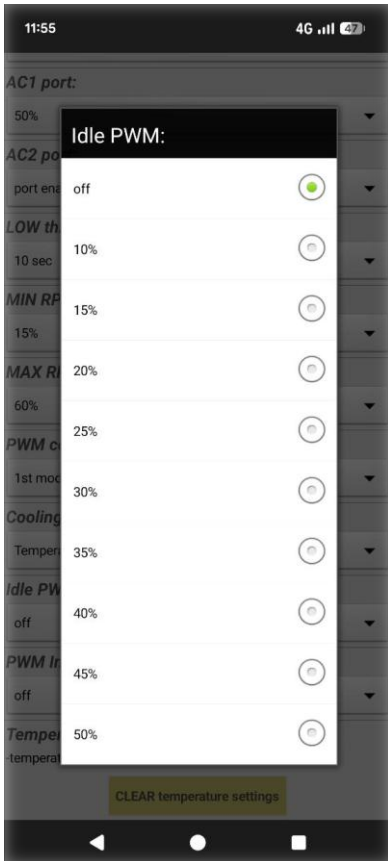 11:55
4G 47
AC1 port:
50%
Idle PWM:
AC2 po
port ena
off
LOW th
10 sec
10%
MIN RP
15%
15%
MAX R
20%
60%
25%
PWM c
1st mod
30%
Cooling
Tempera
35%
Idle PW
off
40%
PWM In
45%
off
Temper
50%
-temperat
CLEAR temperature settings